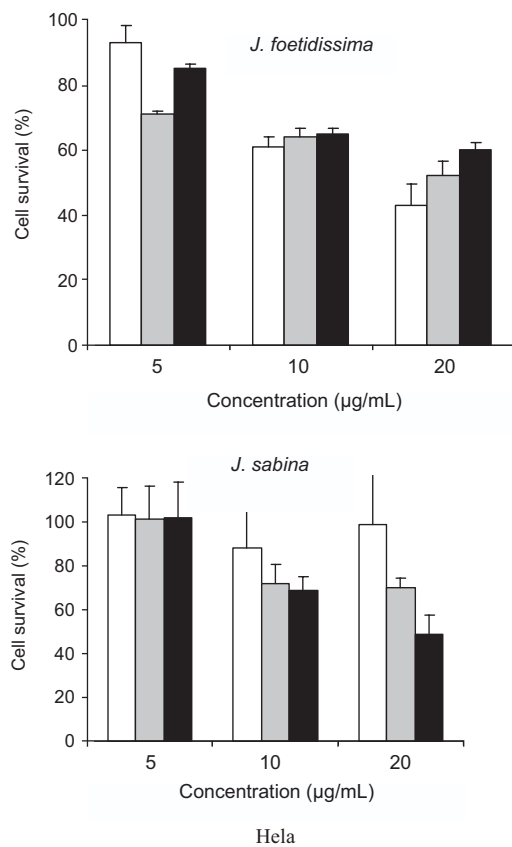 100
J. foetidissima
80
60
40
20
0
Cell survival (%)
5 10 20
Concentration (µg/mL)
J. sabina
120
100
80
60
40
20
0
Cell survival (%)
5 10 20
Concentration (µg/mL)
Hela